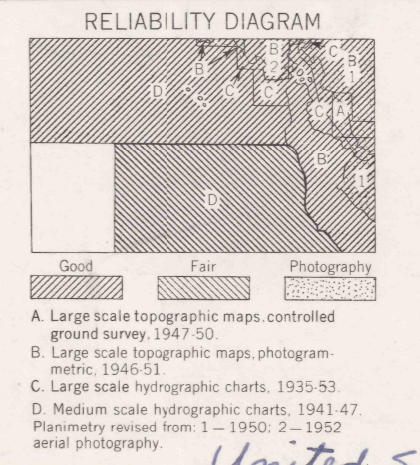 RELIABILITY DIAGRAM
B
B
2
C
B
1
D
C
C
C
A
B
1
D
Good Fair Photography
A. Large scale topographic maps, controlled
ground survey, 1947-50.
B. Large scale topographic maps, photogram-
metric, 1946-51.
C. Large scale hydrographic charts, 1935-53.
D. Medium scale hydrographic charts, 1941-47.
Planimetry revised from: 1—1950; 2—1952
aerial photography.
United S